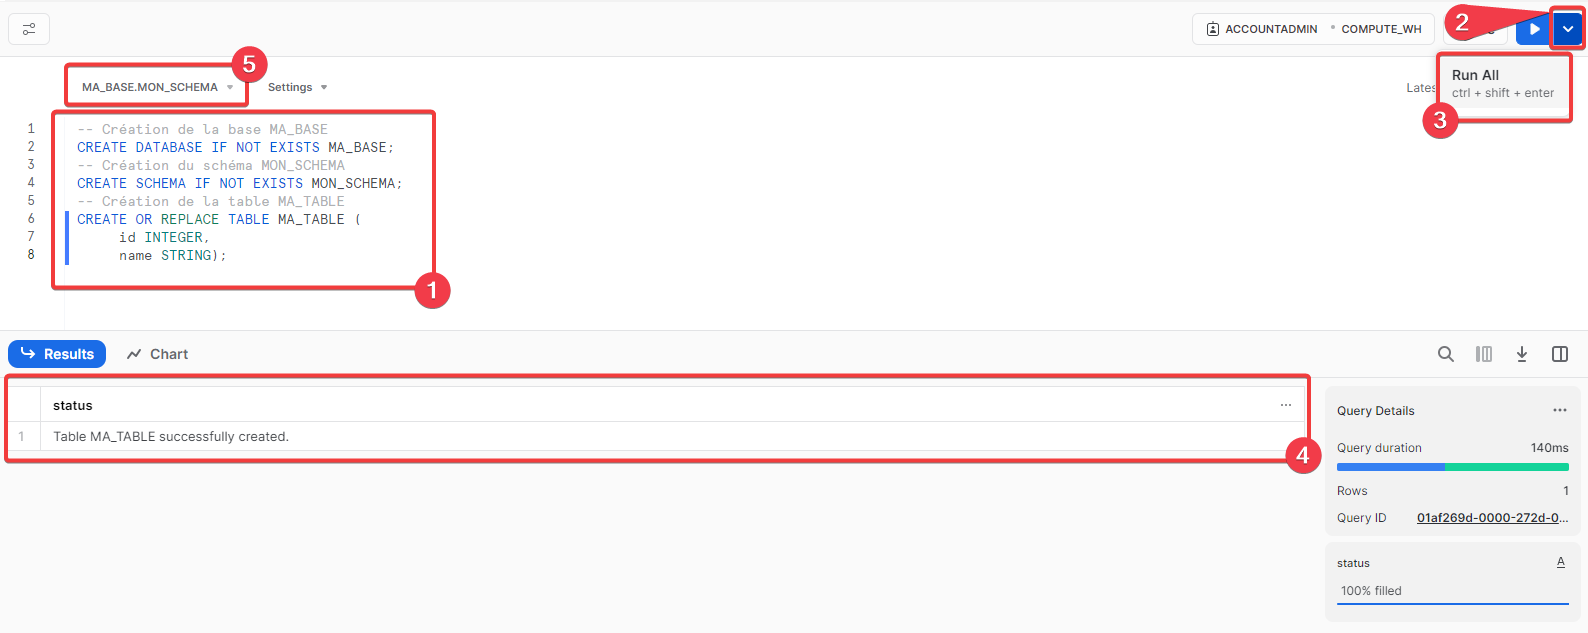 ACCOUNTADMIN COMPUTE_WH
2
5
MA_BASE.MON_SCHEMA Settings
Run All
ctrl + shift + enter
3
1 -- Création de la base MA_BASE
2 CREATE DATABASE IF NOT EXISTS MA_BASE;
3 -- Création du schéma MON_SCHEMA
4 CREATE SCHEMA IF NOT EXISTS MON_SCHEMA;
5 -- Création de la table MA_TABLE
6 CREATE OR REPLACE TABLE MA_TABLE (
7 id INTEGER,
8 name STRING);
1
Results Chart
status ...
1 Table MA_TABLE successfully created.
4
Query Details ...
Query duration 140ms
Rows 1
Query ID 01af269d-0000-272d-0...
status A
100% filled